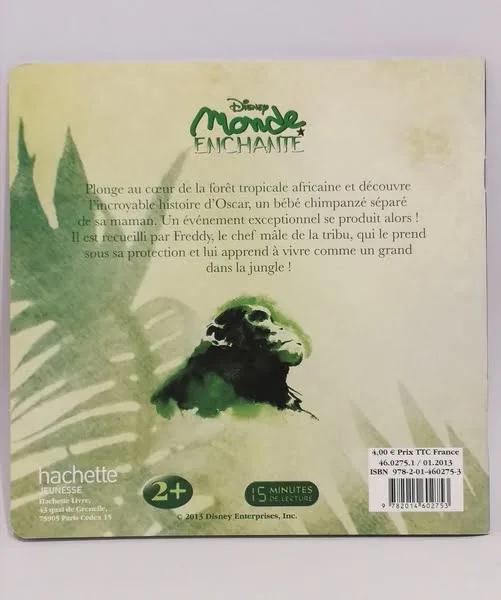 Disney
Monde
ENCHANTÉ
Plonge au cœur de la forêt tropicale africaine et découvre
l'incroyable histoire d'Oscar, un bébé chimpanzé séparé
de sa maman. Un événement exceptionnel se produit alors !
Il est recueilli par Freddy, le chef mâle de la tribu, qui le prend
sous sa protection et lui apprend à vivre comme un grand
dans la jungle !
4,00 € Prix TTC France
46.0275.1 / 01.2013
ISBN 978-2-01-460275-3
9 782014 602753
hachette
JEUNESSE
Hachette Livre,
43 quai de Grenelle,
75905 Paris Cedex 15
2+
15 MINUTES
DE LECTURE
© 2013 Disney Enterprises, Inc.